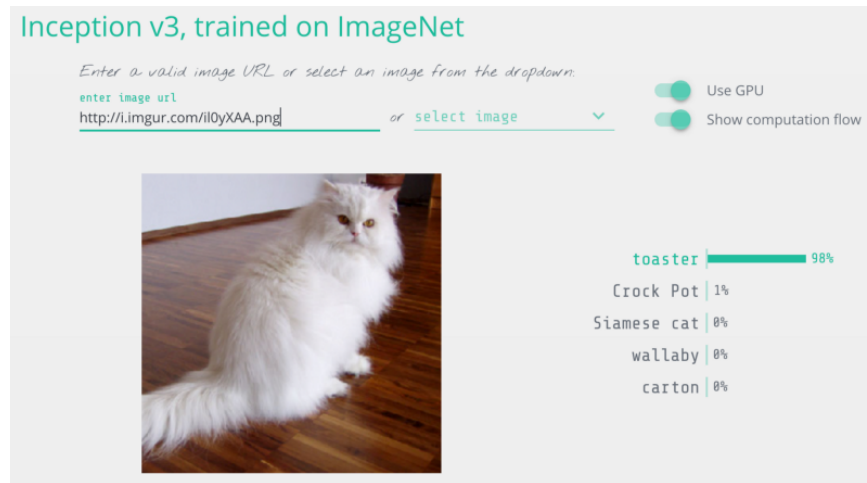 Inception v3, trained on ImageNet
Enter a valid image URL or select an image from the dropdown:
enter image url
http://i.imgur.com/il0yXAA.png
or select image
Use GPU
Show computation flow
toaster 98%
Crock Pot 1%
Siamese cat 0%
wallaby 0%
carton 0%